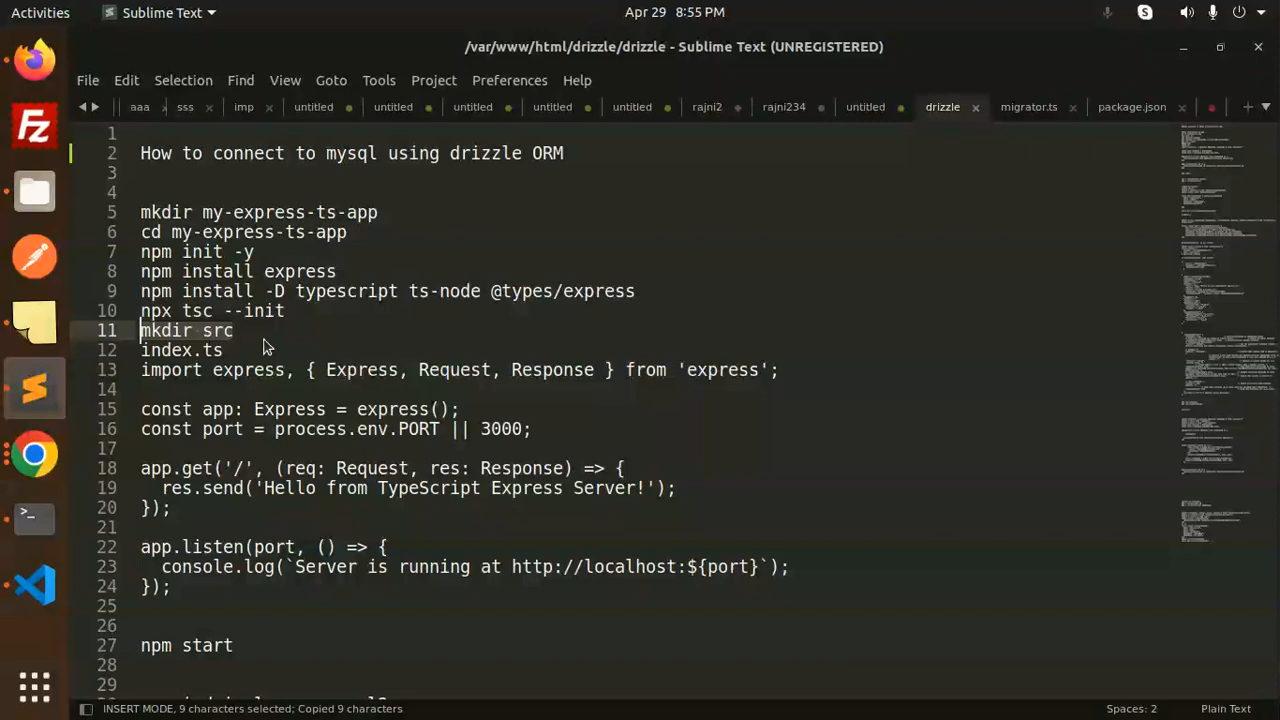 Activities Sublime Text Apr 29 8:55 PM
/var/www/html/drizzle/drizzle - Sublime Text (UNREGISTERED)
File Edit Selection Find View Goto Tools Project Preferences Help
aaa sss imp untitled untitled untitled untitled untitled rajni2 rajni234 untitled drizzle migrator.ts package.json
1
2 How to connect to mysql using drizzle ORM
3
4
5 mkdir my-express-ts-app
6 cd my-express-ts-app
7 npm init -y
8 npm install express
9 npm install -D typescript ts-node @types/express
10 npx tsc --init
11 mkdir src
12 index.ts
13 import express, { Express, Request, Response } from 'express';
14
15 const app: Express = express();
16 const port = process.env.PORT || 3000;
17
18 app.get('/', (req: Request, res: Response) => {
19 res.send('Hello from TypeScript Express Server!');
20 });
21
22 app.listen(port, () => {
23 console.log(`Server is running at http://localhost:${port}`);
24 });
25
26
27 npm start
28
29
INSERT MODE, 9 characters selected; Copied 9 characters Spaces: 2 Plain Text